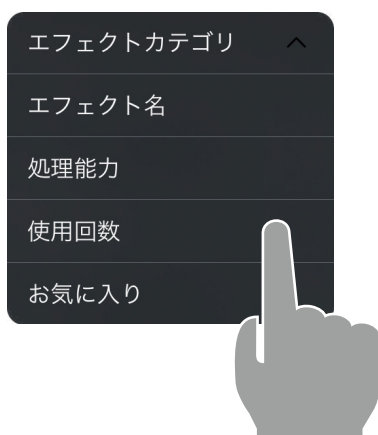 エフェクトカテゴリ
エフェクト名
処理能力
使用回数
お気に入り